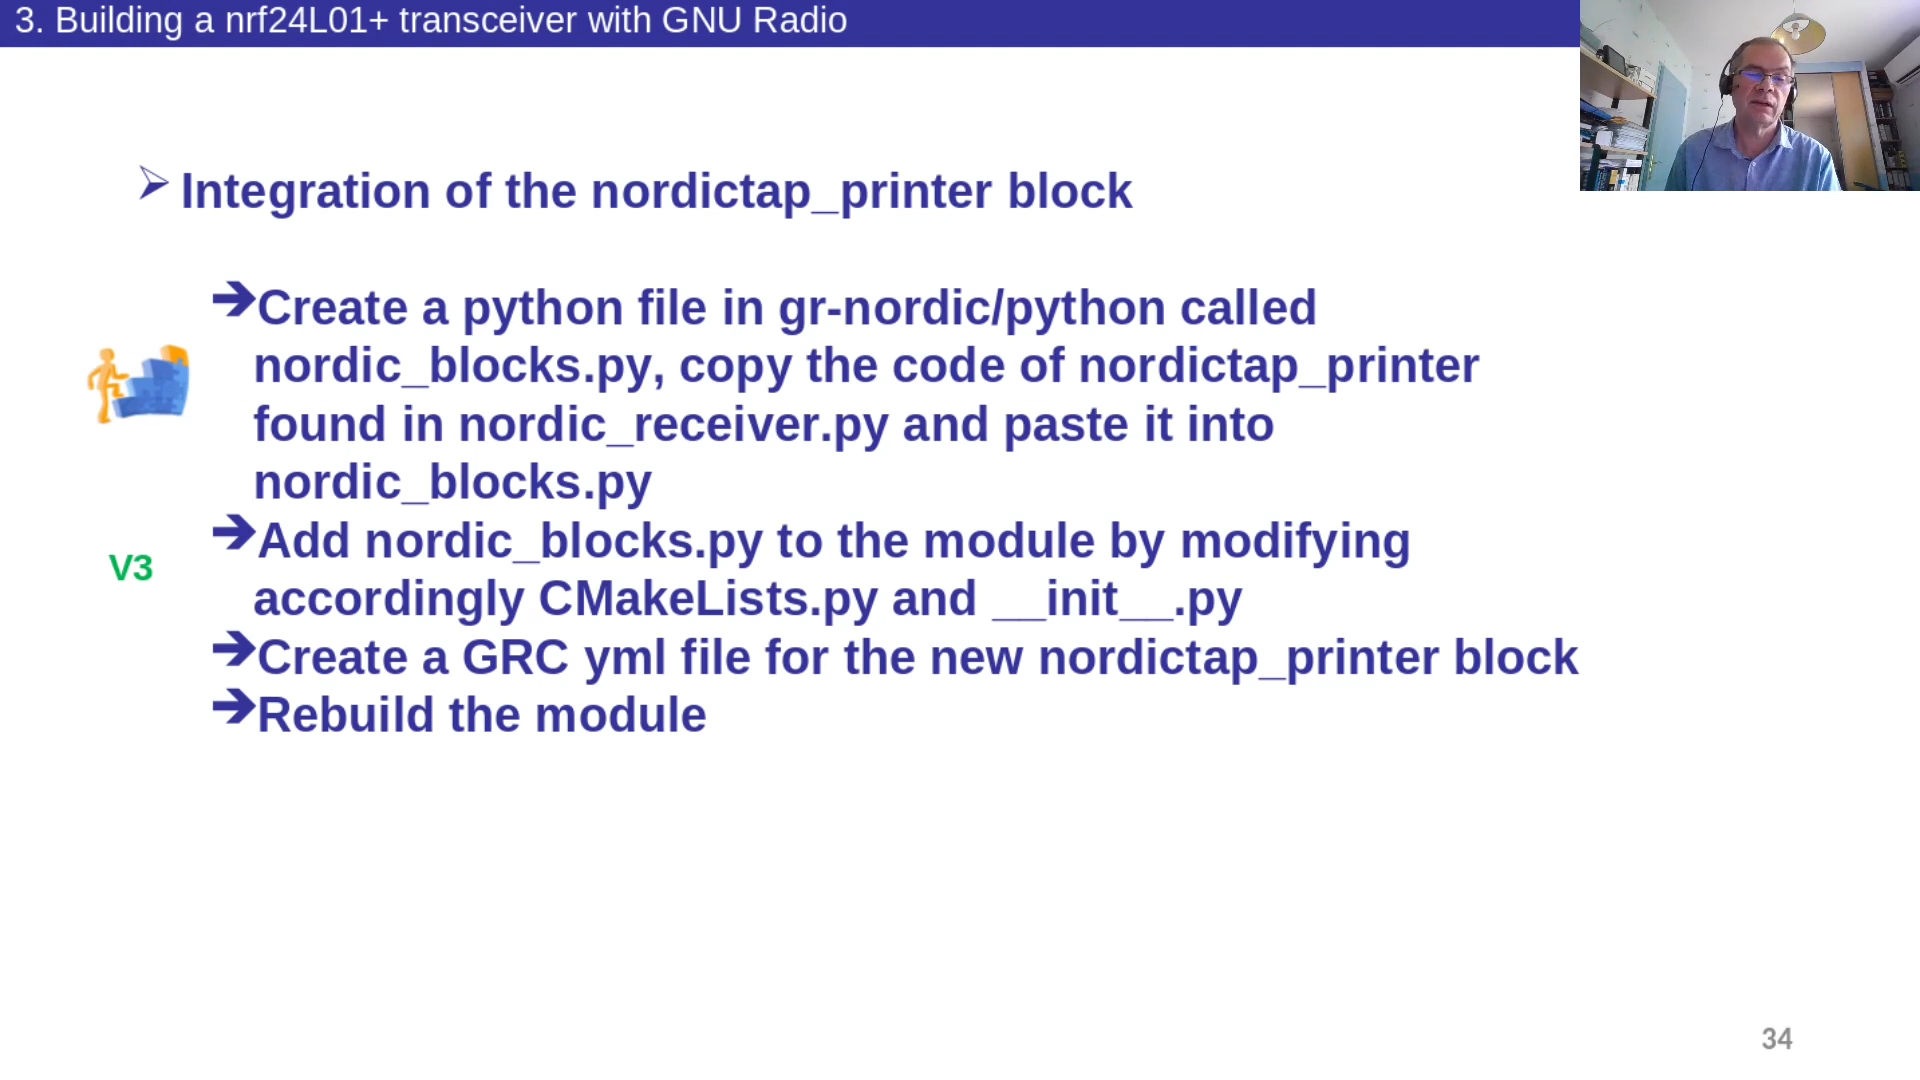 3. Building a nrf24L01+ transceiver with GNU Radio
Integration of the nordictap_printer block
Create a python file in gr-nordic/python called
nordic_blocks.py, copy the code of nordictap_printer
found in nordic_receiver.py and paste it into
nordic_blocks.py
Add nordic_blocks.py to the module by modifying
V3
accordingly CMakeLists.py and __init__.py
Create a GRC yml file for the new nordictap_printer block
Rebuild the module
34